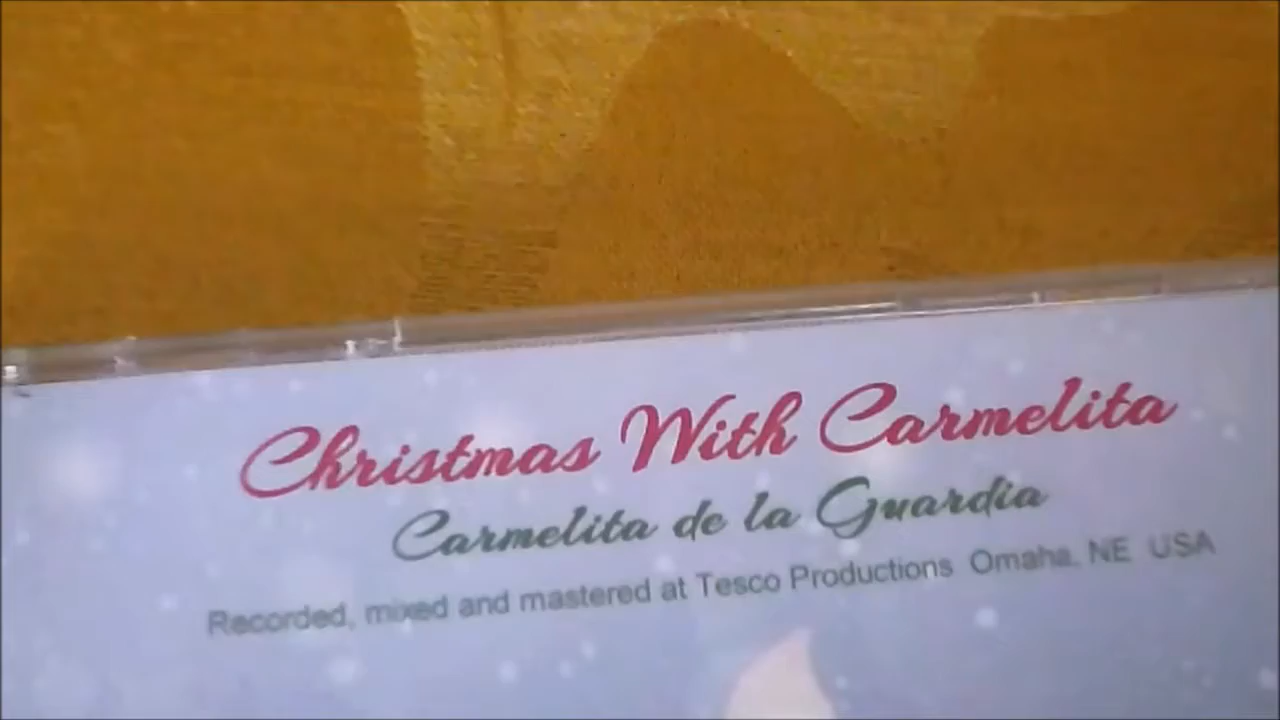 Christmas With Carmelita
Carmelita de la Guardia
Recorded, mixed and mastered at Tesco Productions Omaha, NE USA